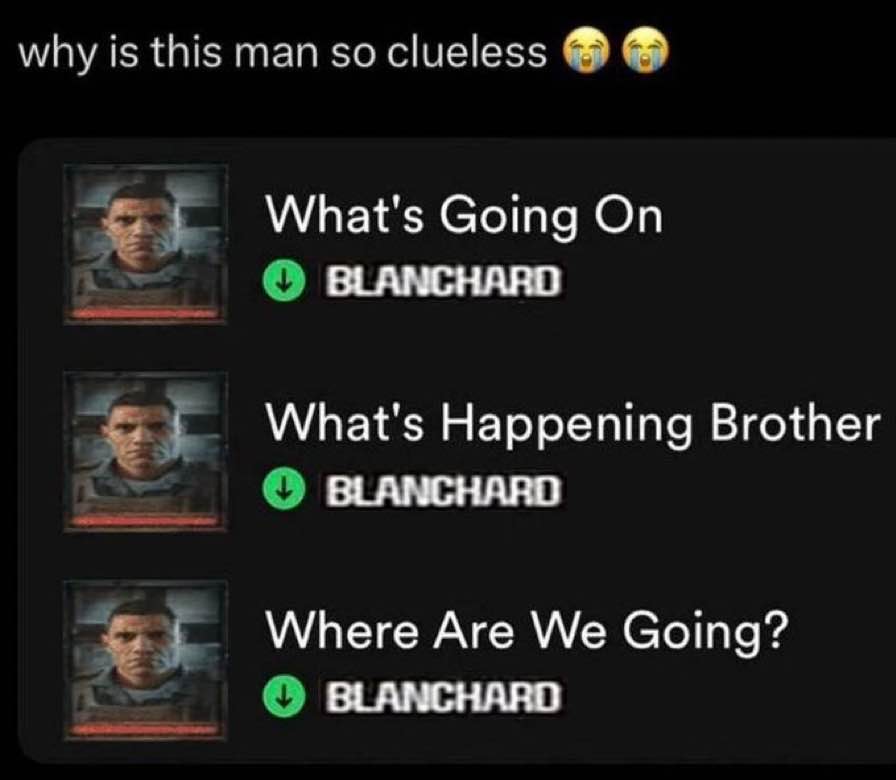 why is this man so clueless 😭😭
What's Going On
BLANCHARD
What's Happening Brother
BLANCHARD
Where Are We Going?
BLANCHARD